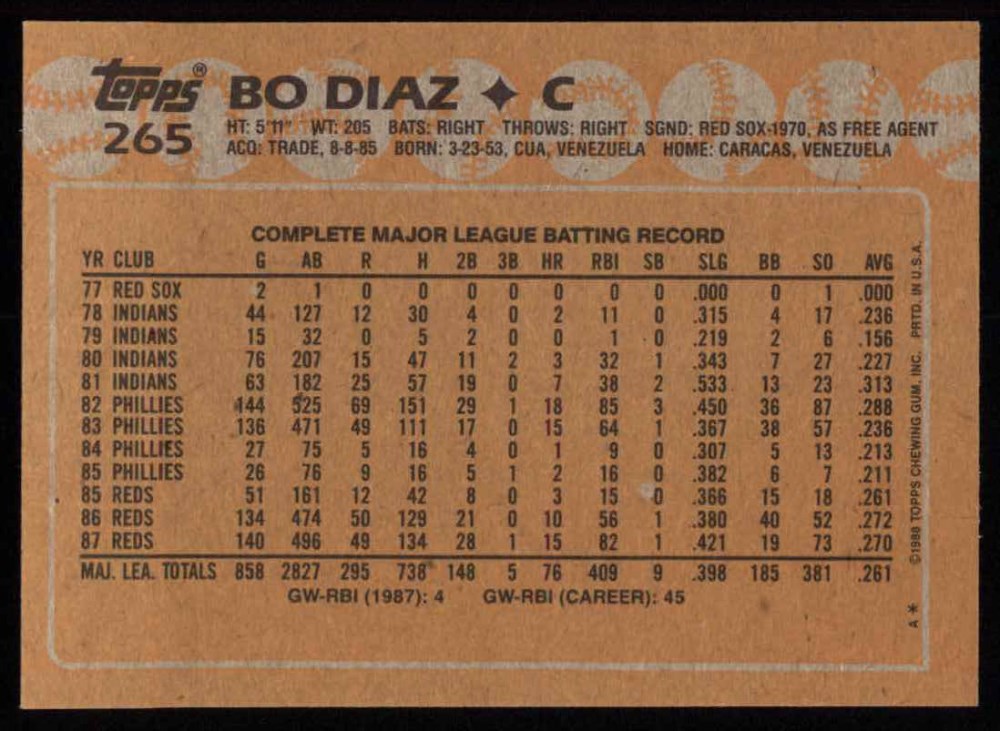 topps® BO DIAZ ✦ C
265 HT: 5'11" WT: 205 BATS: RIGHT THROWS: RIGHT SGND: RED SOX-1970, AS FREE AGENT
ACQ: TRADE, 8-8-85 BORN: 3-23-53, CUA, VENEZUELA HOME: CARACAS, VENEZUELA
COMPLETE MAJOR LEAGUE BATTING RECORD
YR CLUB G AB R H 2B 3B HR RBI SB SLG BB SO AVG
77 RED SOX 2 1 0 0 0 0 0 0 0 .000 0 1 .000
78 INDIANS 44 127 12 30 4 0 2 11 0 .315 4 17 .236
79 INDIANS 15 32 0 5 2 0 0 1 0 .219 2 6 .156
80 INDIANS 76 207 15 47 11 2 3 32 1 .343 7 27 .227
81 INDIANS 63 182 25 57 19 0 7 38 2 .533 13 23 .313
82 PHILLIES 144 525 69 151 29 1 18 85 3 .450 36 87 .288
83 PHILLIES 136 471 49 111 17 0 15 64 1 .367 38 57 .236
84 PHILLIES 27 75 5 16 4 0 1 9 0 .307 5 13 .213
85 PHILLIES 26 76 9 16 5 1 2 16 0 .382 6 7 .211
85 REDS 51 161 12 42 8 0 3 15 0 .366 15 18 .261
86 REDS 134 474 50 129 21 0 10 56 1 .380 40 52 .272
87 REDS 140 496 49 134 28 1 15 82 1 .421 19 73 .270
MAJ. LEA. TOTALS 858 2827 295 738 148 5 76 409 9 .398 185 381 .261
GW-RBI (1987): 4 GW-RBI (CAREER): 45
A * ©1988 TOPPS CHEWING GUM, INC. PRTD. IN U.S.A.